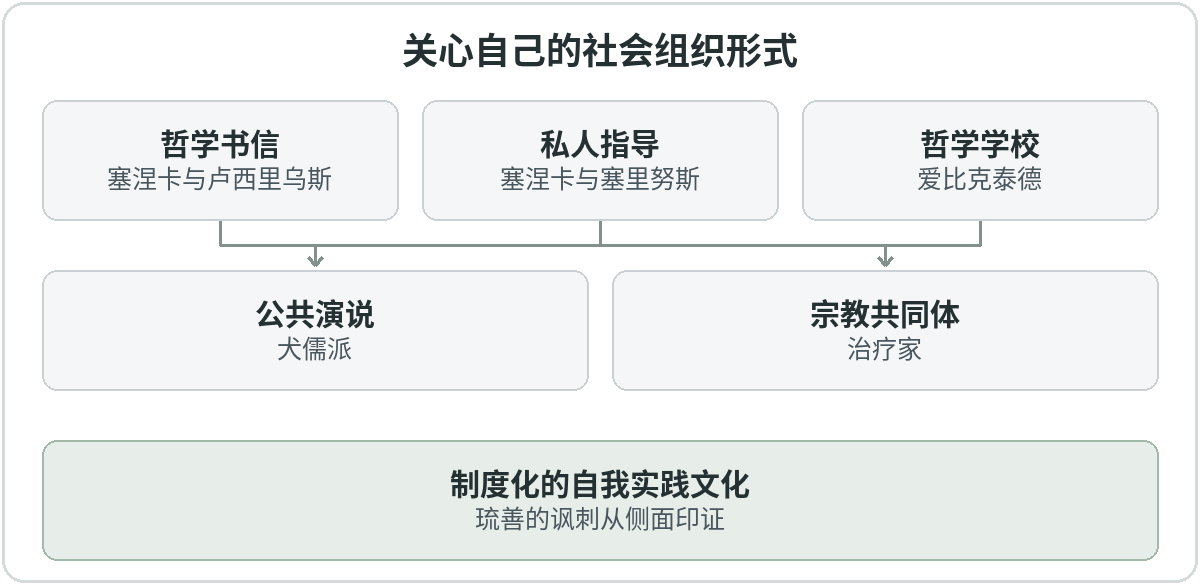 关心自己的社会组织形式
哲学书信
塞涅卡与卢西里乌斯
私人指导
塞涅卡与塞里努斯
哲学学校
爱比克泰德
公共演说
犬儒派
宗教共同体
治疗家
制度化的自我实践文化
琉善的讽刺从侧面印证